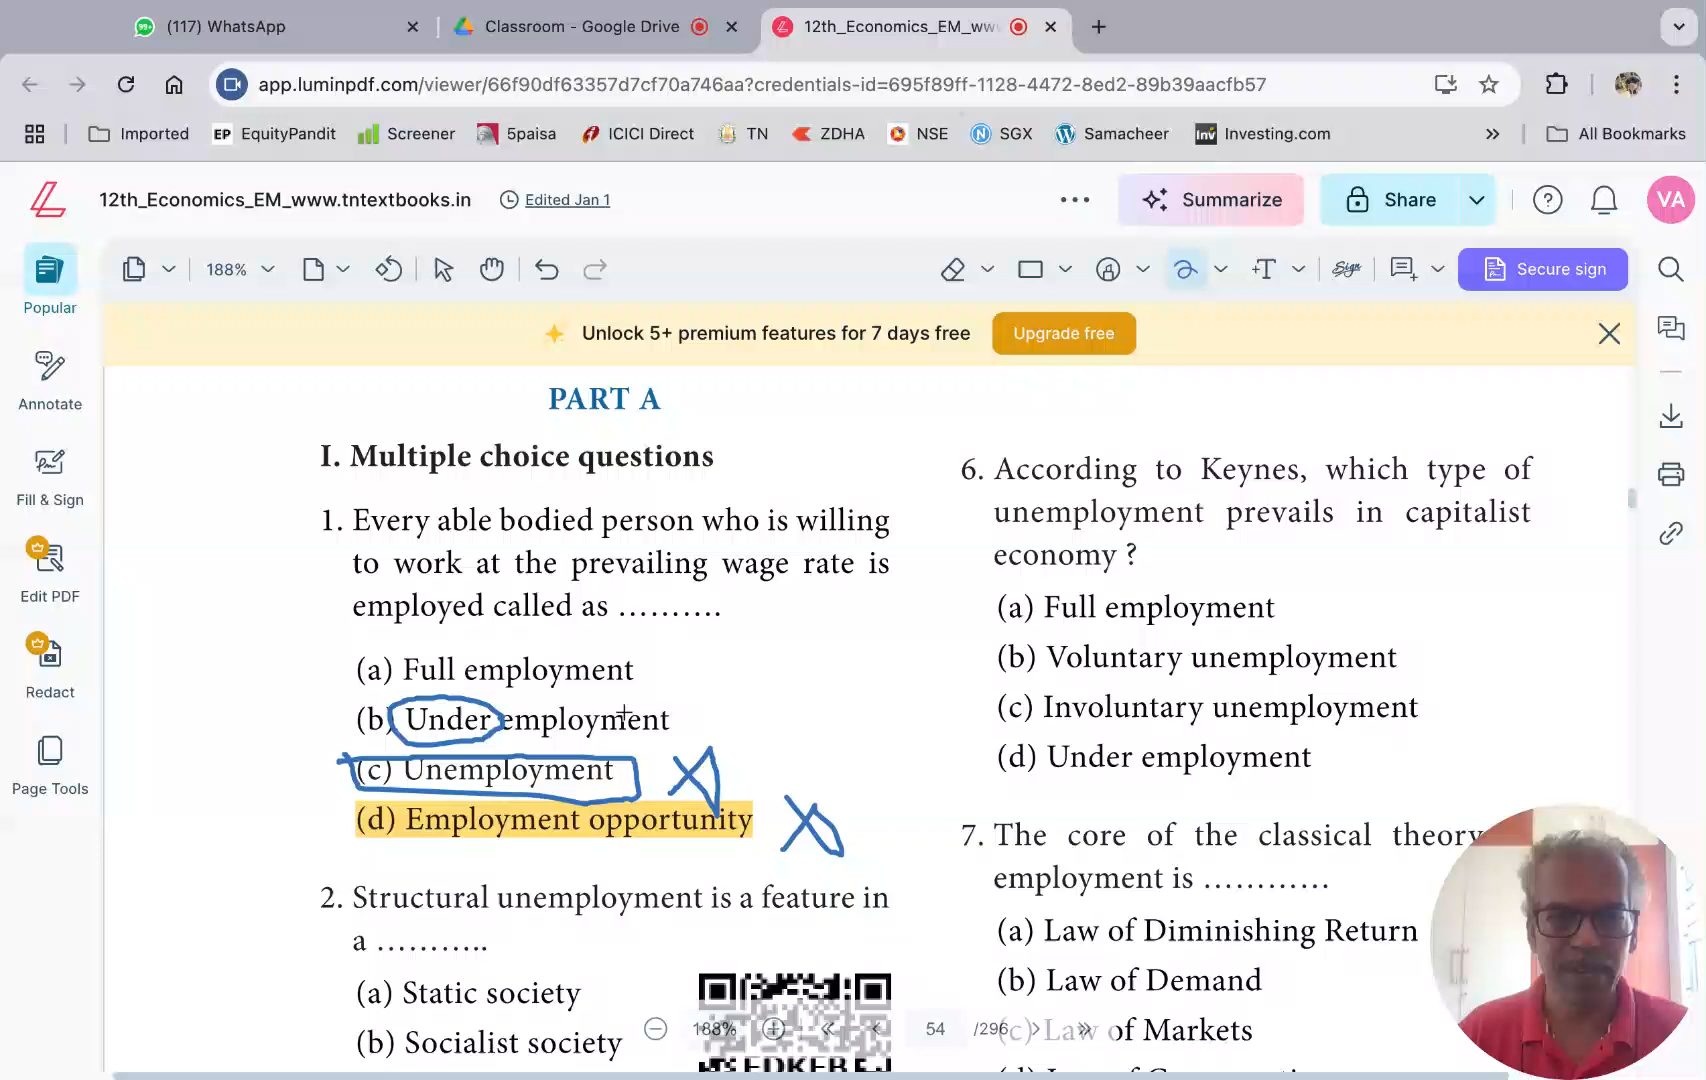 (117) WhatsApp
Classroom - Google Drive
12th_Economics_EM_www
app.luminpdf.com/viewer/66f90df63357d7cf70a746aa?credentials-id=695f89ff-1128-4472-8ed2-89b39aacfb57
Imported
EP EquityPandit
Screener
5paisa
ICICI Direct
TN
ZDHA
NSE
N SGX
Samacheer
Inv Investing.com
All Bookmarks
12th_Economics_EM_www.tntextbooks.in
Edited Jan 1
Summarize
Share
VA
188%
Sign
Secure sign
Popular
Annotate
Fill & Sign
Edit PDF
Redact
Page Tools
Unlock 5+ premium features for 7 days free
Upgrade free
PART A
I. Multiple choice questions
1. Every able bodied person who is willing
to work at the prevailing wage rate is
employed called as ……….
(a) Full employment
(b) Under employment
(c) Unemployment
(d) Employment opportunity
2. Structural unemployment is a feature in
a ………..
(a) Static society
(b) Socialist society
6. According to Keynes, which type of
unemployment prevails in capitalist
economy ?
(a) Full employment
(b) Voluntary unemployment
(c) Involuntary unemployment
(d) Under employment
7. The core of the classical theory
employment is …………
(a) Law of Diminishing Return
(b) Law of Demand
(c) Law of Markets
188%
54 /296